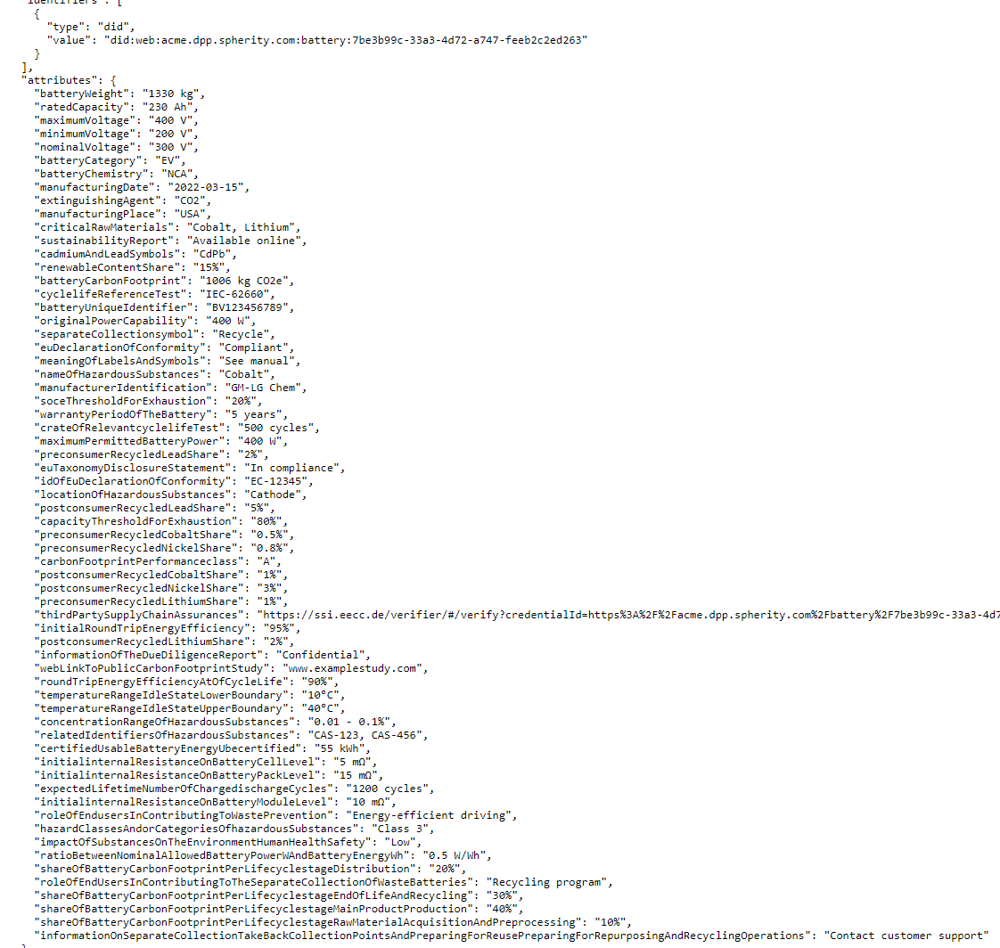 "identifiers": [
{
"type": "did",
"value": "did:web:acme.dpp.spherity.com:battery:7be3b99c-33a3-4d72-a747-feeb2c2ed263"
}
],
"attributes": {
"batteryWeight": "1330 kg",
"ratedCapacity": "230 Ah",
"maximumVoltage": "400 V",
"minimumVoltage": "200 V",
"nominalVoltage": "300 V",
"batteryCategory": "EV",
"batteryChemistry": "NCA",
"manufacturingDate": "2022-03-15",
"extinguishingAgent": "CO2",
"manufacturingPlace": "USA",
"criticalRawMaterials": "Cobalt, Lithium",
"sustainabilityReport": "Available online",
"cadmiumAndLeadSymbols": "CdPb",
"renewableContentShare": "15%",
"batteryCarbonFootprint": "1006 kg CO2e",
"cyclelifeReferenceTest": "IEC-62660",
"batteryUniqueIdentifier": "BV123456789",
"originalPowerCapability": "400 W",
"separateCollectionsymbol": "Recycle",
"euDeclarationOfConformity": "Compliant",
"meaningOfLabelsAndSymbols": "See manual",
"nameOfHazardousSubstances": "Cobalt",
"manufacturerIdentification": "GM-LG Chem",
"soceThresholdForExhaustion": "20%",
"warrantyPeriodOfTheBattery": "5 years",
"crateOfRelevantcyclelifeTest": "500 cycles",
"maximumPermittedBatteryPower": "400 W",
"preconsumerRecycledLeadShare": "2%",
"euTaxonomyDisclosureStatement": "In compliance",
"idOfEuDeclarationOfConformity": "EC-12345",
"locationOfHazardousSubstances": "Cathode",
"postconsumerRecycledLeadShare": "5%",
"capacityThresholdForExhaustion": "80%",
"preconsumerRecycledCobaltShare": "0.5%",
"preconsumerRecycledNickelShare": "0.8%",
"carbonFootprintPerformanceclass": "A",
"postconsumerRecycledCobaltShare": "1%",
"postconsumerRecycledNickelShare": "3%",
"preconsumerRecycledLithiumShare": "1%",
"thirdPartySupplyChainAssurances": "https://ssi.eecc.de/verifier/#/verify?credentialId=https%3A%2F%2Facme.dpp.spherity.com%2Fbattery%2F7be3b99c-33a3-4d7
"initialRoundTripEnergyEfficiency": "95%",
"postconsumerRecycledLithiumShare": "2%",
"informationOfTheDueDiligenceReport": "Confidential",
"webLinkToPublicCarbonFootprintStudy": "www.examplestudy.com",
"roundTripEnergyEfficiencyAtOfCycleLife": "90%",
"temperatureRangeIdleStateLowerBoundary": "10°C",
"temperatureRangeIdleStateUpperBoundary": "40°C",
"concentrationRangeOfHazardousSubstances": "0.01 - 0.1%",
"relatedIdentifiersOfHazardousSubstances": "CAS-123, CAS-456",
"certifiedUsableBatteryEnergyUbecertified": "55 kWh",
"initialinternalResistanceOnBatteryCellLevel": "5 mΩ",
"initialinternalResistanceOnBatteryPackLevel": "15 mΩ",
"expectedLifetimeNumberOfChargedischargeCycles": "1200 cycles",
"initialinternalResistanceOnBatteryModuleLevel": "10 mΩ",
"roleOfEndusersInContributingToWastePrevention": "Energy-efficient driving",
"hazardClassesAndorCategoriesOfhazardousSubstances": "Class 3",
"impactOfSubstancesOnTheEnvironmentHumanHealthSafety": "Low",
"ratioBetweenNominalAllowedBatteryPowerWAndBatteryEnergyWh": "0.5 W/Wh",
"shareOfBatteryCarbonFootprintPerLifecyclestageDistribution": "20%",
"roleOfEndUsersInContributingToTheSeparateCollectionOfWasteBatteries": "Recycling program",
"shareOfBatteryCarbonFootprintPerLifecyclestageEndOfLifeAndRecycling": "30%",
"shareOfBatteryCarbonFootprintPerLifecyclestageMainProductProduction": "40%",
"shareOfBatteryCarbonFootprintPerLifecyclestageRawMaterialAcquisitionAndPreprocessing": "10%",
"informationOnSeparateCollectionTakeBackCollectionPointsAndPreparingForReusePreparingForRepurposingAndRecyclingOperations": "Contact customer support"